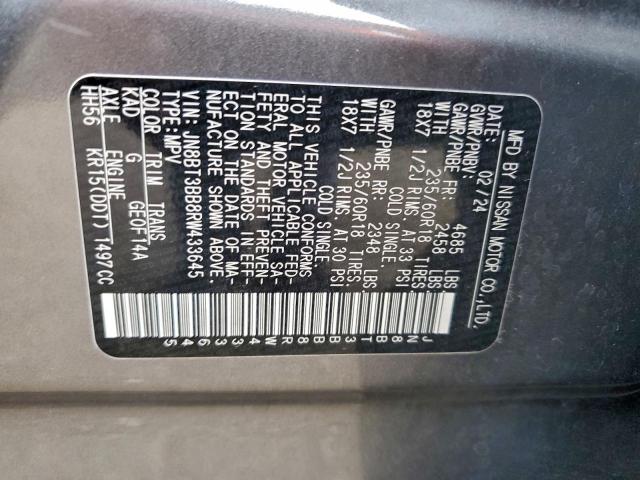 MFD BY NISSAN MOTOR CO.,LTD.
DATE: 02 / 24
GVWR/PNBV: 4685 LBS
GAWR/PNBE FR: 2458 LBS
WITH 235/60R18 TIRES,
18X7 1/2J RIMS, AT 33 PSI
COLD SINGLE
GAWR/PNBE RR: 2348 LBS
WITH 235/60R18 TIRES,
18X7 1/2J RIMS, AT 30 PSI
COLD SINGLE
THIS VEHICLE CONFORMS
TO ALL APPLICABLE FED-
ERAL MOTOR VEHICLE SA-
FETY AND THEFT PREVEN-
TION STANDARDS IN EFF-
ECT ON THE DATE OF MA-
NUFACTURE SHOWN ABOVE.
VIN: JN8BT3BB8RW433645
TYPE: MPV
COLOR TRIM TRANS
KAD G GE0F14A
AXLE ENGINE
HH56 KR15(DDT) 1497CC
JN8BT3BB8RW433645